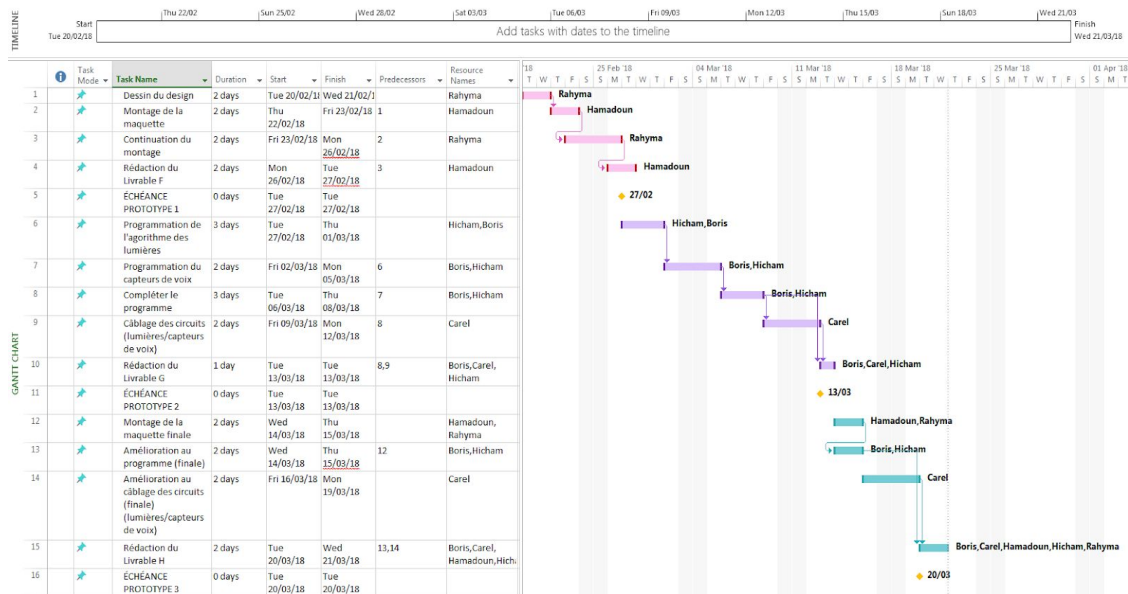 TIMELINE
Thu 22/02 Sun 25/02 Wed 28/02 Sat 03/03 Tue 06/03 Fri 09/03 Mon 12/03 Thu 15/03 Sun 18/03 Wed 21/03
Start
Tue 20/02/18
Add tasks with dates to the timeline
Finish
Wed 21/03/18
GANTT CHART
Task
Mode Task Name Duration Start Finish Predecessors
Resource
Names
'18 25 Feb '18 04 Mar '18 11 Mar '18 18 Mar '18 25 Mar '18 01 Apr '18
T W T F S S M T W T F S S M T W T F S S M T W T F S S M T W T F S S M T W T F S S M T
1 Dessin du design 2 days Tue 20/02/1 Wed 21/02/1 Rahyma
Rahyma
2 Montage de la 2 days Thu Fri 23/02/18 1 Hamadoun
maquette 22/02/18
Hamadoun
3 Continuation du 2 days Fri 23/02/18 Mon 2 Rahyma
montage 26/02/18
Rahyma
4 Rédaction du 2 days Mon Tue 3 Hamadoun
Livrable F 26/02/18 27/02/18
Hamadoun
5 ÉCHÉANCE 0 days Tue Tue
PROTOTYPE 1 27/02/18 27/02/18
27/02
6 Programmation de 3 days Tue Thu Hicham,Boris
l'agorithme des 27/02/18 01/03/18
lumières
Hicham,Boris
7 Programmation du 2 days Fri 02/03/18 Mon 6 Boris,Hicham
capteurs de voix 05/03/18
Boris,Hicham
8 Compléter le 3 days Tue Thu 7 Boris,Hicham
programme 06/03/18 08/03/18
Boris,Hicham
9 Câblage des circuits 2 days Fri 09/03/18 Mon 8 Carel
(lumières/capteurs 12/03/18
de voix)
Carel
10 Rédaction du 1 day Tue Tue 8,9 Boris,Carel,
Livrable G 13/03/18 13/03/18 Hicham
Boris,Carel,Hicham
11 ÉCHÉANCE 0 days Tue Tue
PROTOTYPE 2 13/03/18 13/03/18
13/03
12 Montage de la 2 days Wed Thu Hamadoun,
maquette finale 14/03/18 15/03/18 Rahyma
Hamadoun,Rahyma
13 Amélioration au 2 days Wed Thu 12 Boris,Hicham
programme (finale) 14/03/18 15/03/18
Boris,Hicham
14 Amélioration au 2 days Fri 16/03/18 Mon Carel
câblage des circuits 19/03/18
(finale)
(lumières/capteurs
de voix)
Carel
15 Rédaction du 2 days Tue Wed 13,14 Boris,Carel,
Livrable H 20/03/18 21/03/18 Hamadoun,Hich
Boris,Carel,Hamadoun,Hicham,Rahyma
16 ÉCHÉANCE 0 days Tue Tue
PROTOTYPE 3 20/03/18 20/03/18
20/03